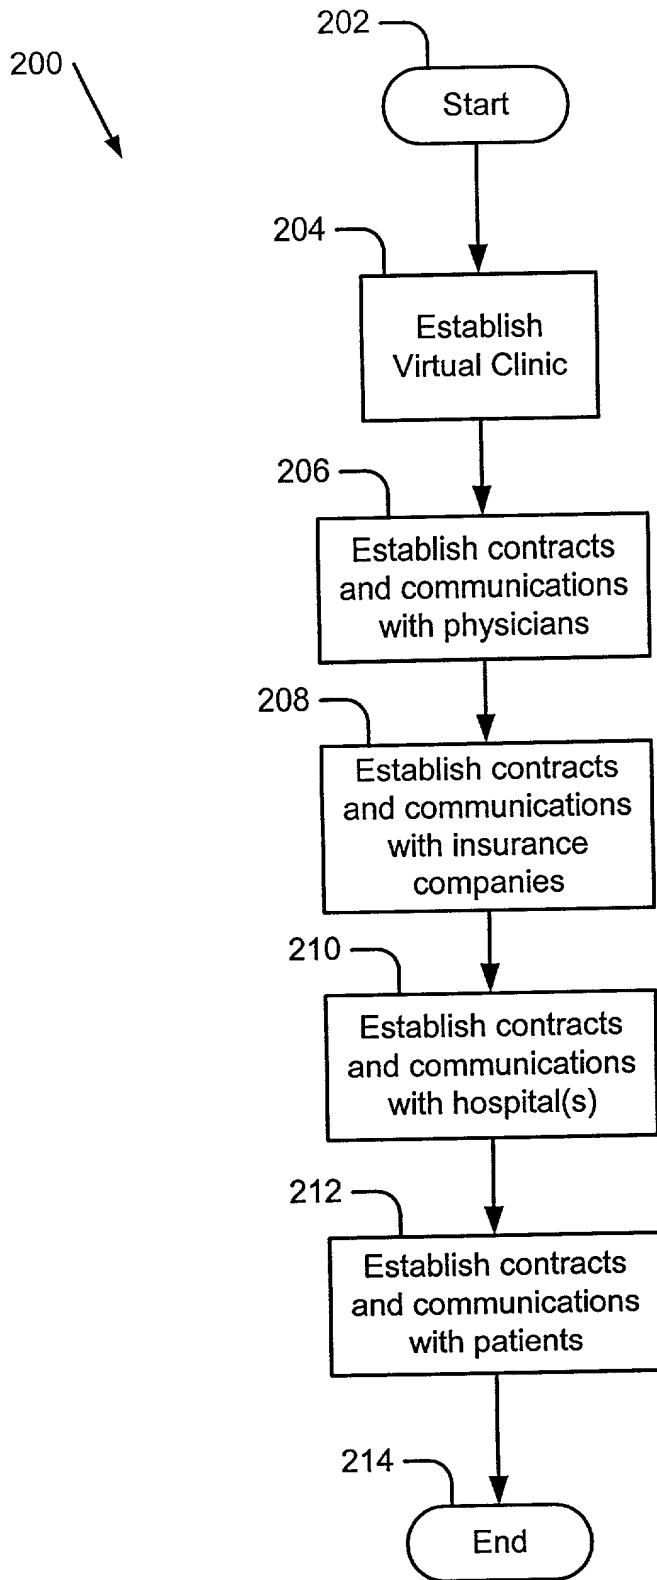 200
202
Start
204
Establish
Virtual Clinic
206
Establish contracts
and communications
with physicians
208
Establish contracts
and communications
with insurance
companies
210
Establish contracts
and communications
with hospital(s)
212
Establish contracts
and communications
with patients
214
End